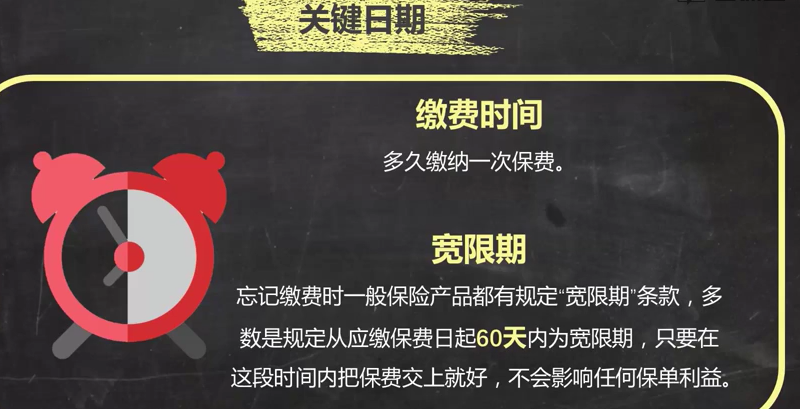 关键日期
缴费时间
多久缴纳一次保费。
宽限期
忘记缴费时一般保险产品都有规定“宽限期”条款，多
数是规定从应缴保费日起60天内为宽限期，只要在
这段时间内把保费交上就好，不会影响任何保单利益。